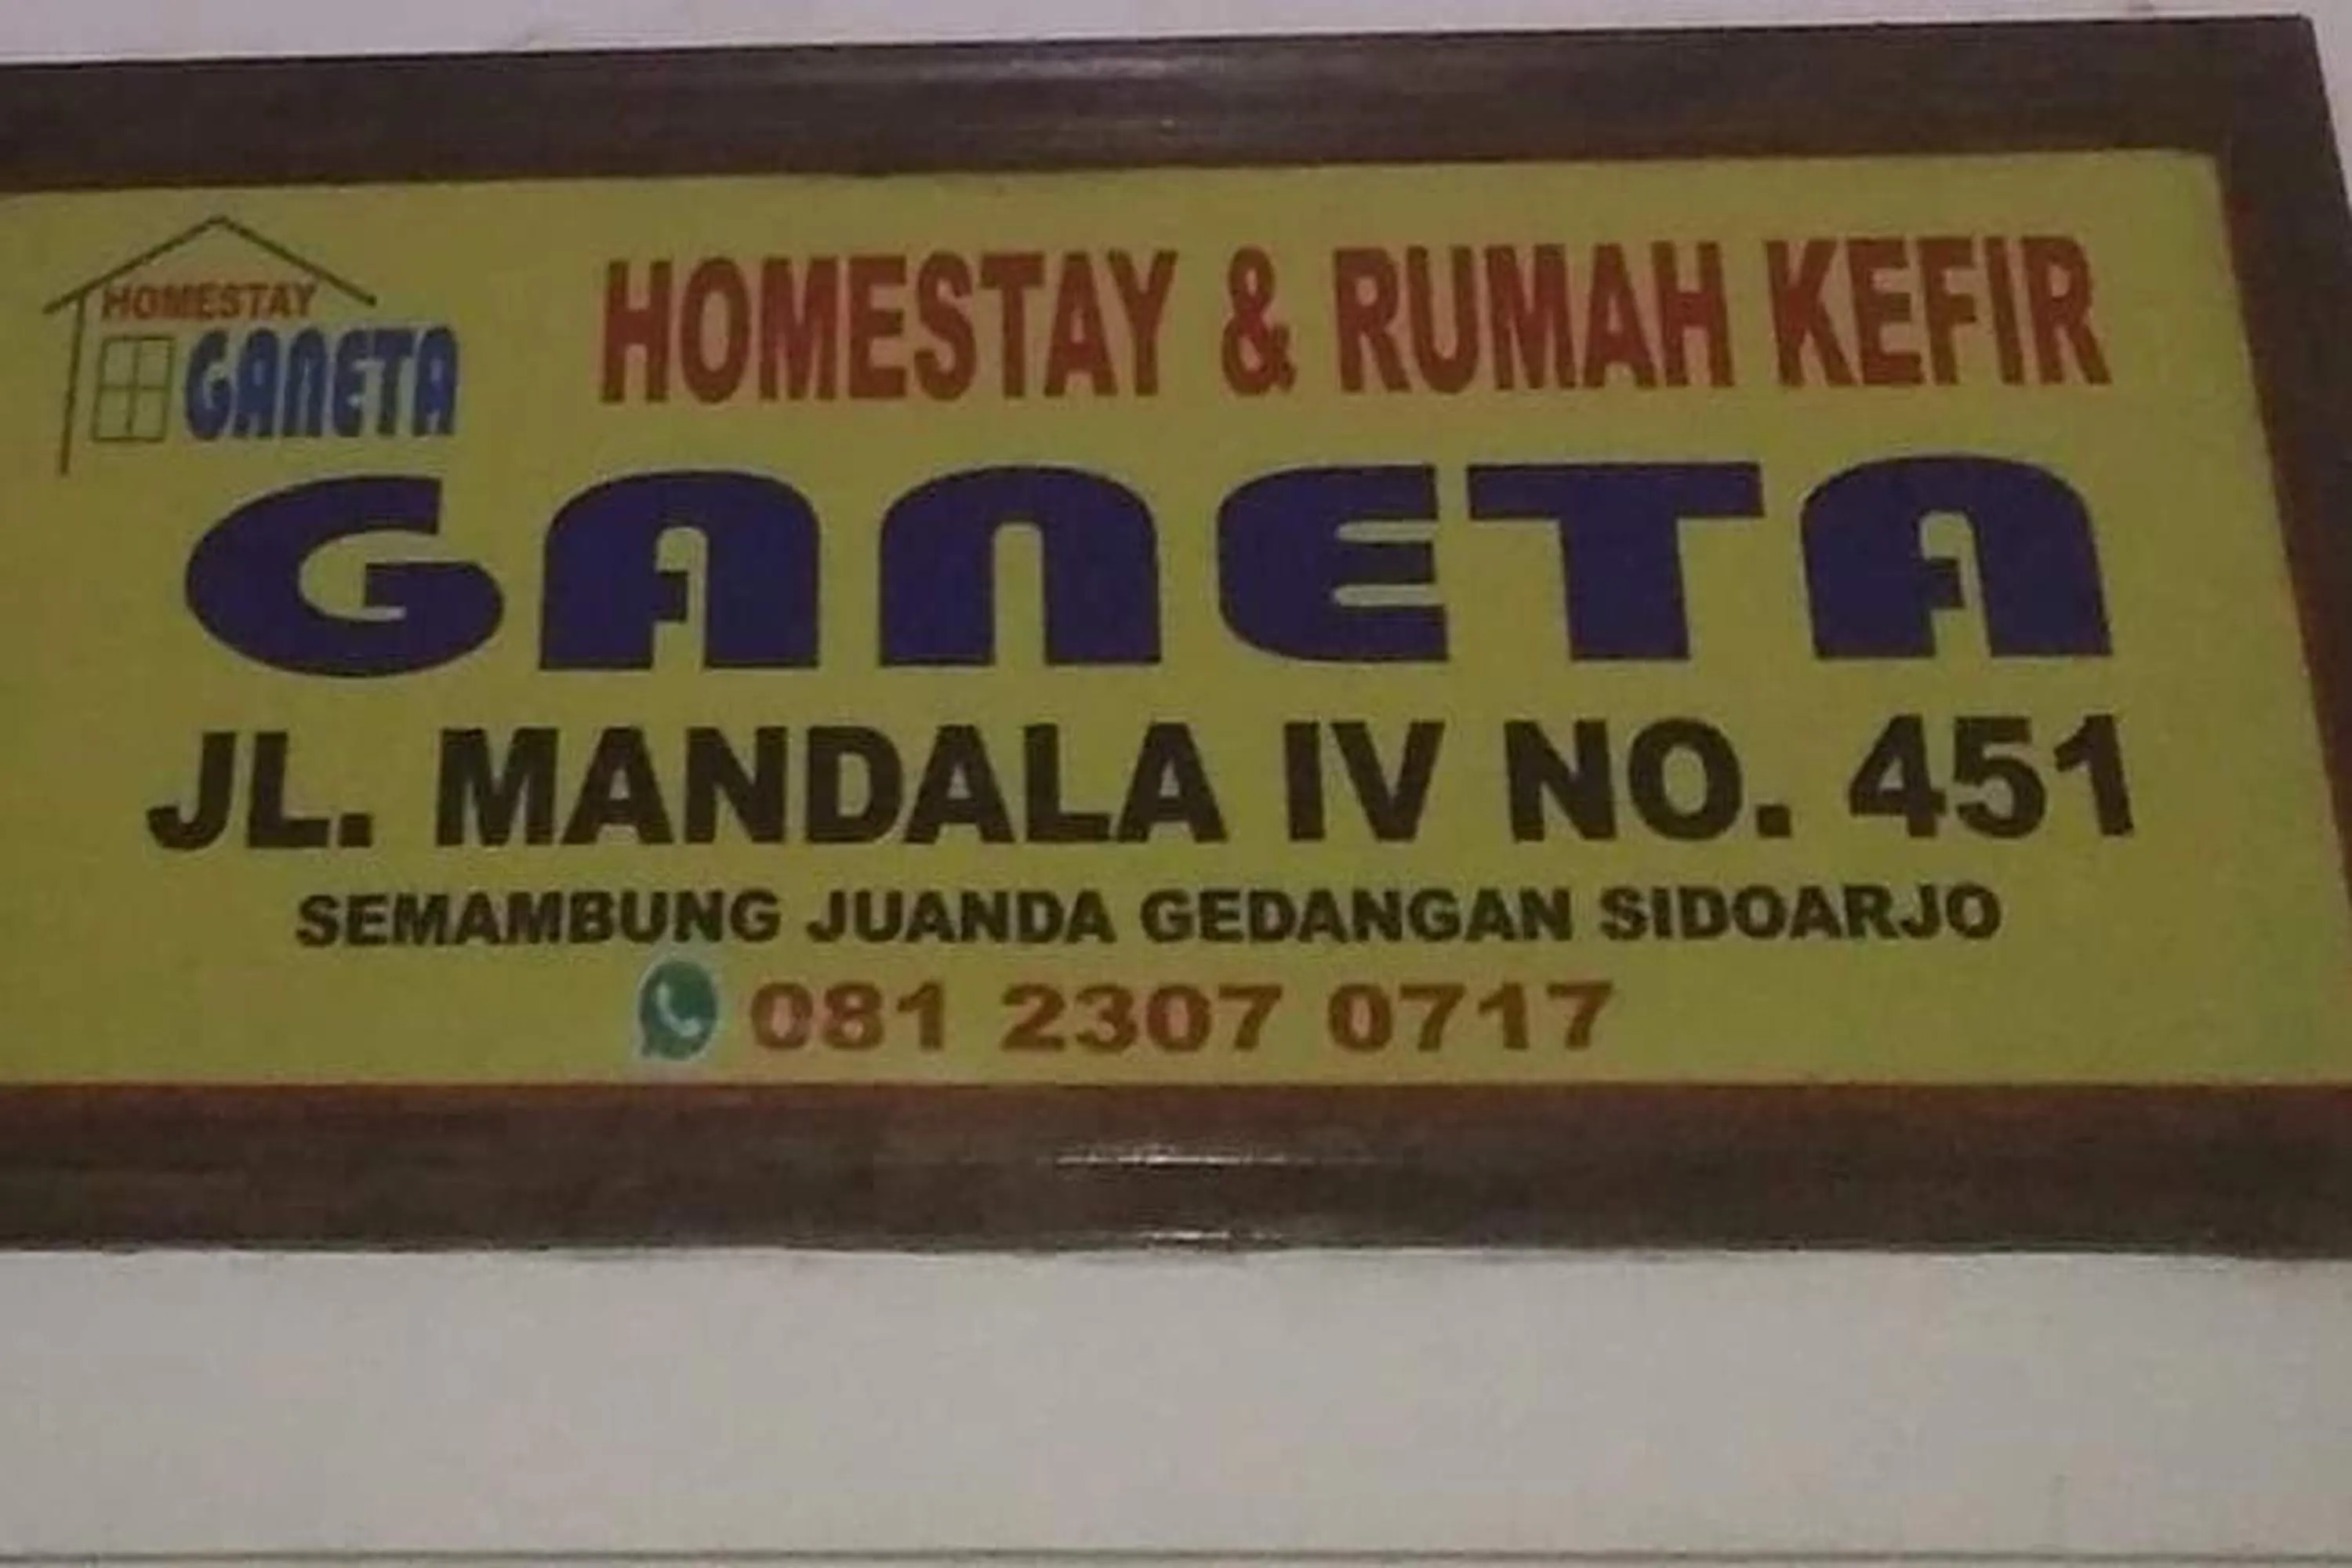 HOMESTAY
GANETA
HOMESTAY & RUMAH KEFIR
GANETA
JL. MANDALA IV NO. 451
SEMAMBUNG JUANDA GEDANGAN SIDOARJO
081 2307 0717